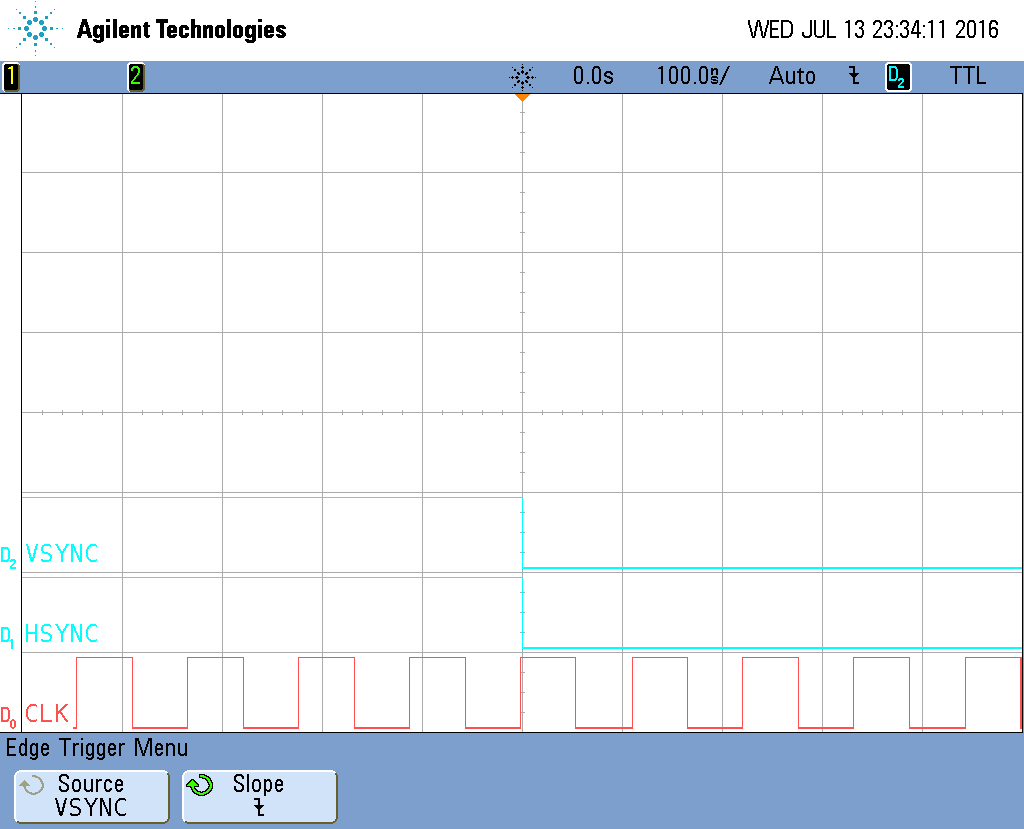 Agilent Technologies
WED JUL 13 23:34:11 2016
1 2 0.0s 100.0ns/ Auto D2 TTL
D2 VSYNC
D1 HSYNC
D0 CLK
Edge Trigger Menu
Source Slope
VSYNC